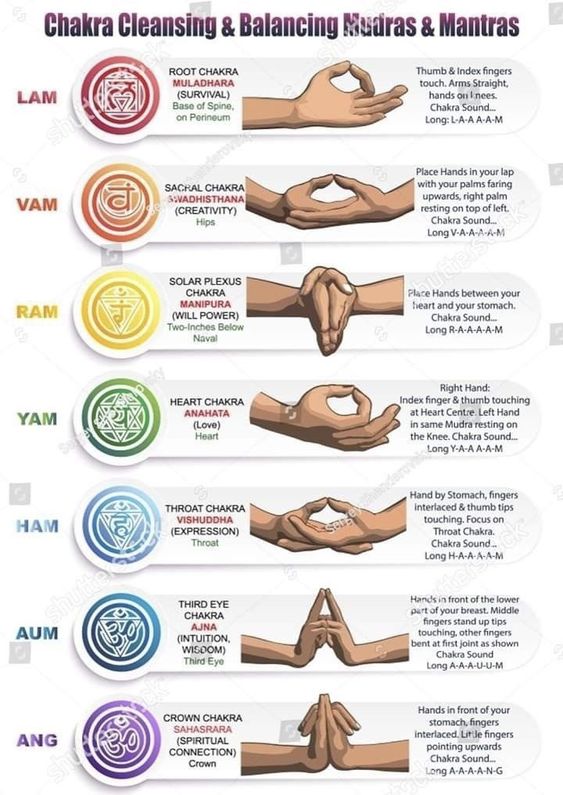 Chakra Cleansing & Balancing Mudras & Mantras
LAM
ROOT CHAKRA
MULADHARA
(SURVIVAL)
Base of Spine,
on Perineum
Thumb & Index fingers
touch. Arms Straight,
hands on knees.
Chakra Sound...
Long: L-A-A A-A-M
VAM
SACRAL CHAKRA
SWADHISTHANA
(CREATIVITY)
Hips
Place Hands in your lap
with your palms faring
upwards, right palm
resting on top of left.
Chakra Sound...
Long V-A-A-A-A-M
RAM
SOLAR PLEXUS
CHAKRA
MANIPURA
(WILL POWER)
Two-Inches Below
Naval
Place Hands between your
heart and your stomach.
Chakra Sound...
Long R-A-A-A-A-M
YAM
HEART CHAKRA
ANAHATA
(Love)
Heart
Right Hand:
Index finger & thumb touching
at Heart Centre Left Hand
in same Mudra resting on
the Knee. Chakra Sound...
Long Y-A-A A-A-M
HAM
THROAT CHAKRA
VISHUDDHA
(EXPRESSION)
Throat
Hand by Stomach, fingers
interlaced & thumb tips
touching. Focus on
Throat Chakra.
Chakra Sound...
Long H-A-A-A-A-M
AUM
THIRD EYE
CHAKRA
AJNA
(INTUITION,
WISDOM)
Third Eye
Hands in front of the lower
part of your breast. Middle
fingers stand up tips
touching, other fingers
bent at first joint as shown
Chakra Sound
Long A-A-A-U-U-M
ANG
CROWN CHAKRA
SAHASRARA
(SPIRITUAL
CONNECTION)
Crown
Hands in front of your
stomach, fingers
interlaced. Little fingers
pointing upwards
Chakra Sound...
Long A-A-A-A-N-G
shutterstock